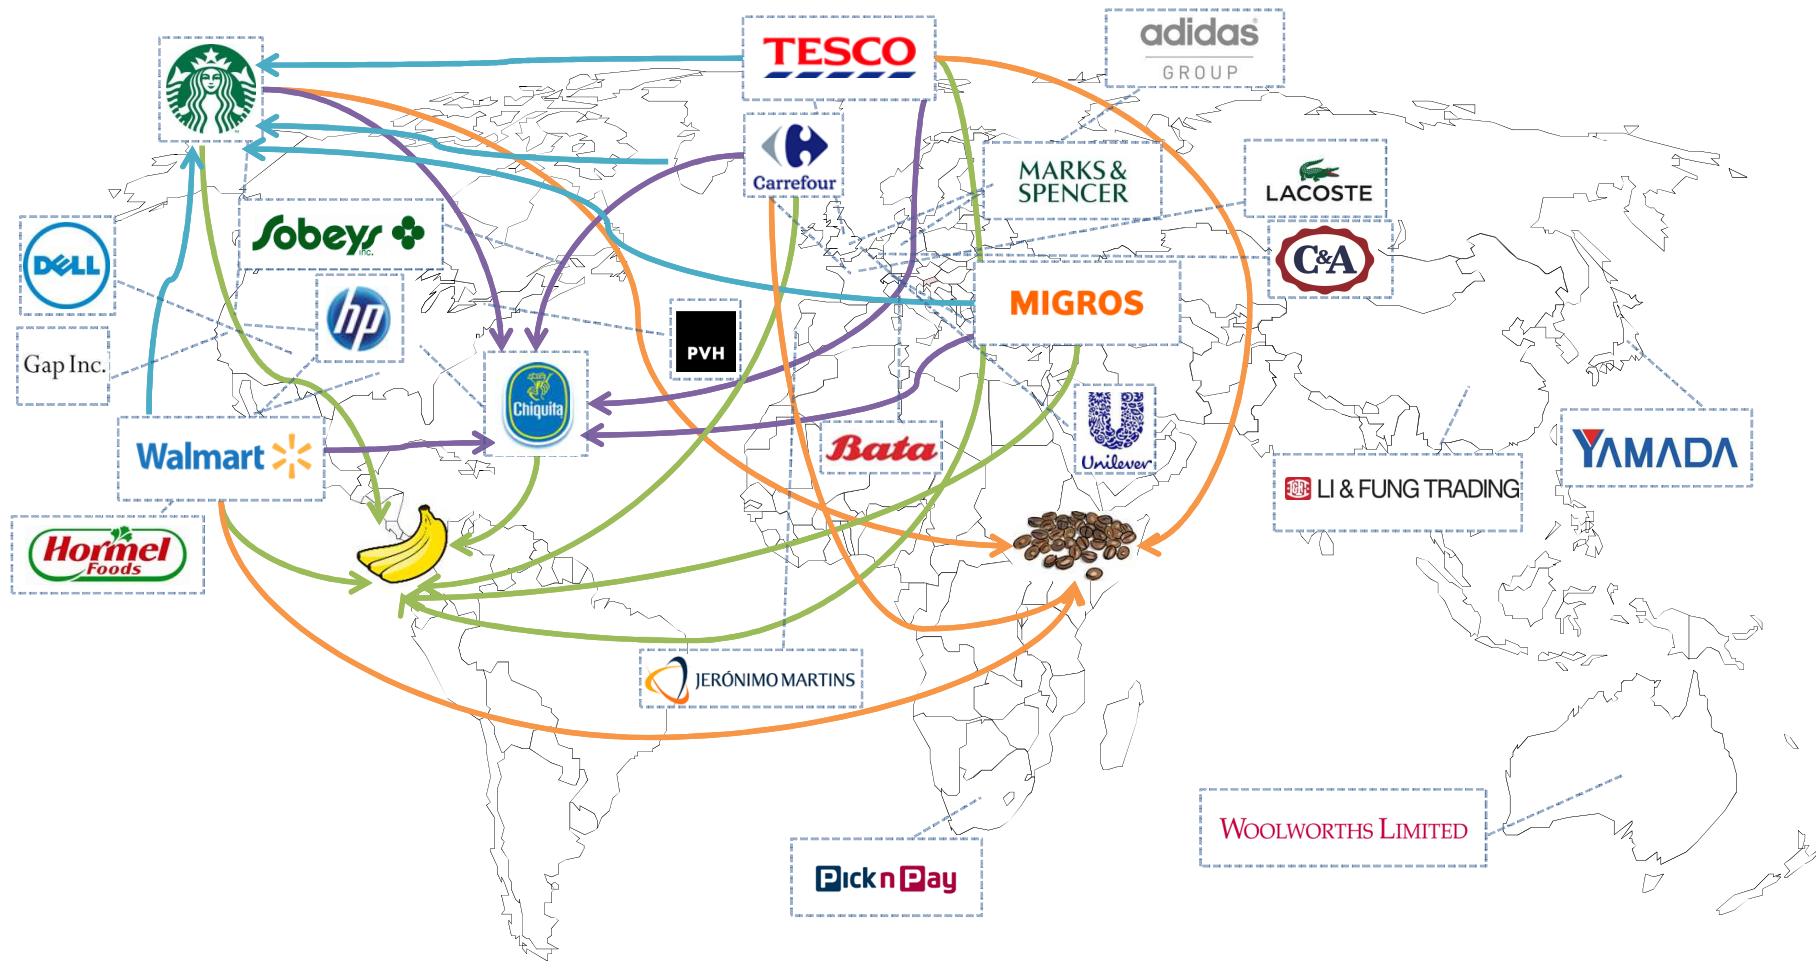 TESCO
adidas
GROUP
Carrefour
MARKS &
SPENCER
LACOSTE
Sobeys
inc.
DELL
C&A
hp
MIGROS
PVH
Gap Inc.
Chiquita
Unilever
Bata
Walmart
YAMADA
LI & FUNG TRADING
Hormel
Foods
JERÓNIMO MARTINS
WOOLWORTHS LIMITED
Pick n Pay